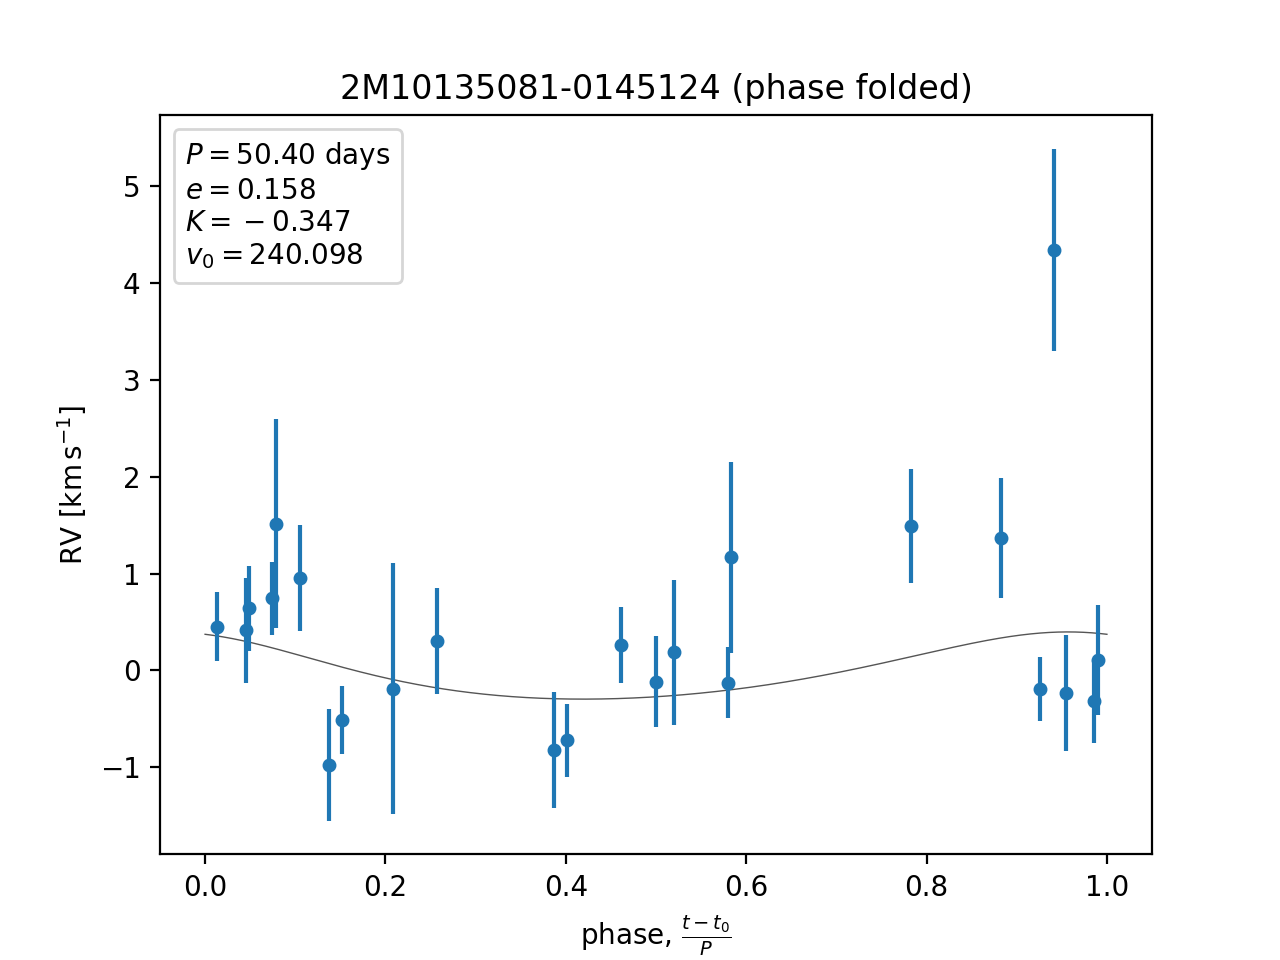 2M10135081-0145124 (phase folded)
P = 50.40 days
e = 0.158
K = −0.347
v₀ = 240.098
5
4
3
2
1
0
−1
RV [km s⁻¹]
0.0 0.2 0.4 0.6 0.8 1.0
phase, (t − t₀)/P